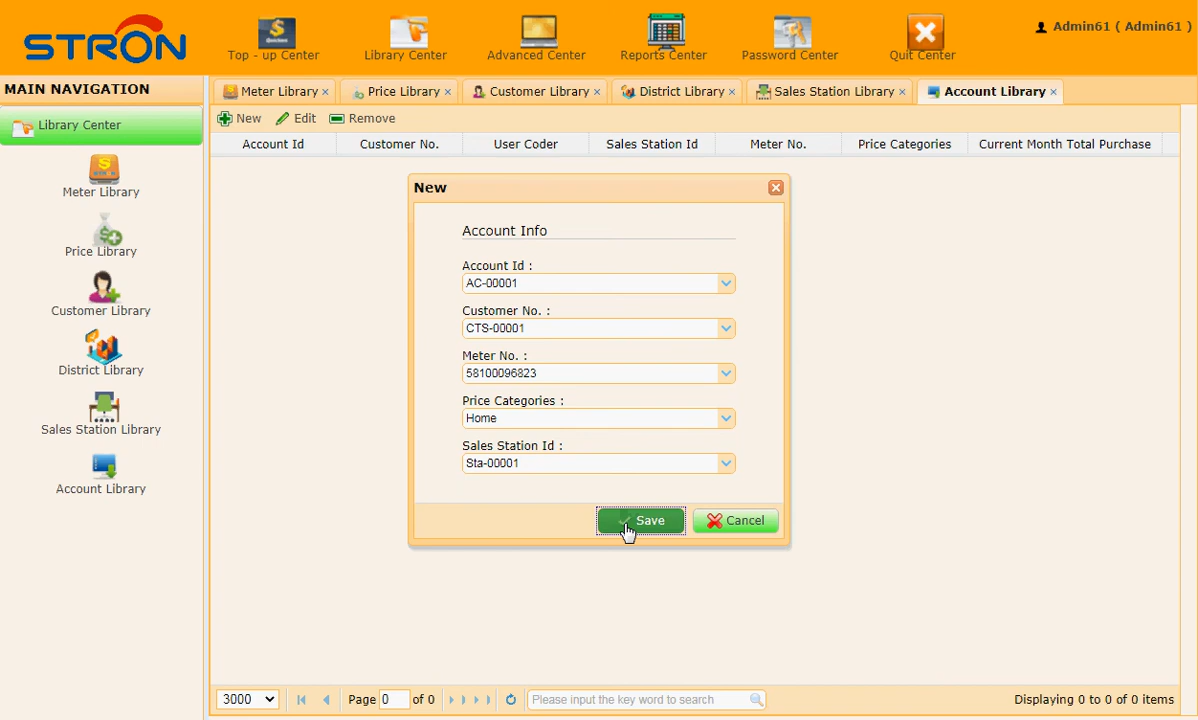 STRON
Top - up Center
Library Center
Advanced Center
Reports Center
Password Center
Quit Center
Admin61 ( Admin61 )
MAIN NAVIGATION
Library Center
Meter Library
Price Library
Customer Library
District Library
Sales Station Library
Account Library
Meter Library ×
Price Library ×
Customer Library ×
District Library ×
Sales Station Library ×
Account Library ×
New Edit Remove
Account Id Customer No. User Coder Sales Station Id Meter No. Price Categories Current Month Total Purchase
New
Account Info
Account Id :
AC-00001
Customer No. :
CTS-00001
Meter No. :
58100096823
Price Categories :
Home
Sales Station Id :
Sta-00001
Save Cancel
3000 Page 0 of 0 Please input the key word to search Displaying 0 to 0 of 0 items